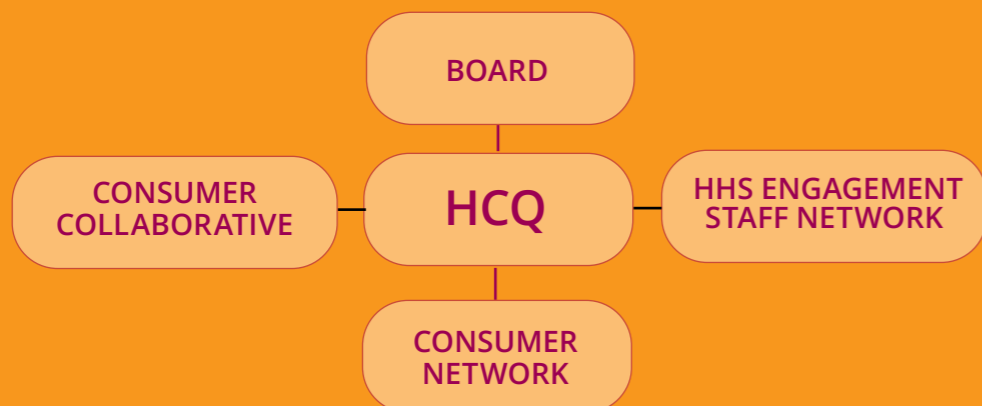 BOARD
CONSUMER
COLLABORATIVE
HCQ
HHS ENGAGEMENT
STAFF NETWORK
CONSUMER
NETWORK